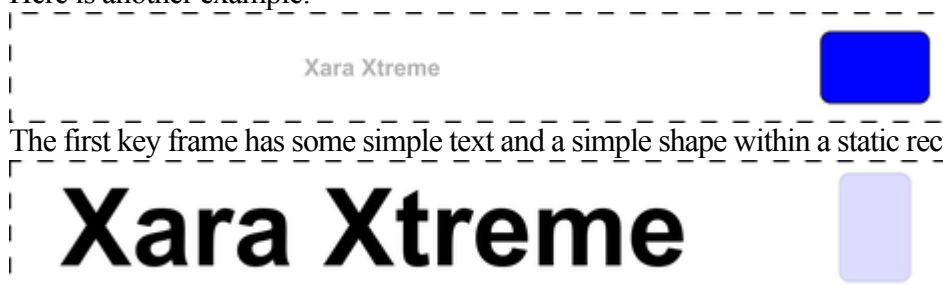 Here is another example:
Xara Xtreme
The first key frame has some simple text and a simple shape within a static rec
Xara Xtreme